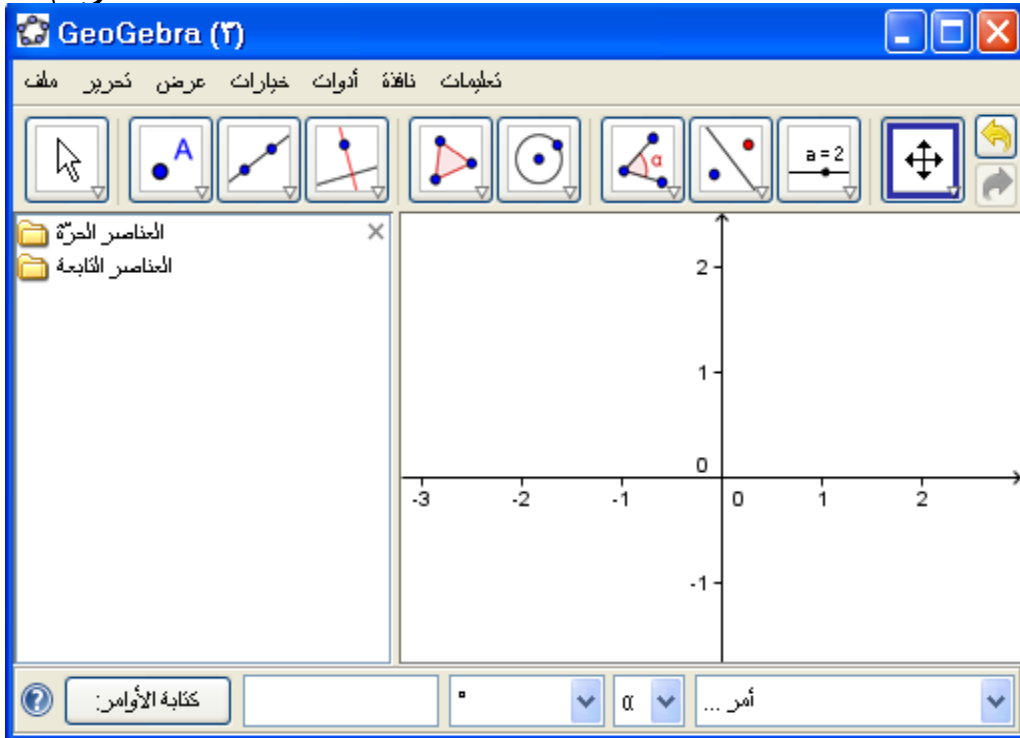 GeoGebra (٣)
ملف تحرير عرض خيارات أدوات نافذة تعليمات
A
α
a = 2
العناصر الحرّة
العناصر التابعة
2
1
0
-3 -2 -1 0 1 2
-1
كتابة الأوامر:
°
α
أمر ...